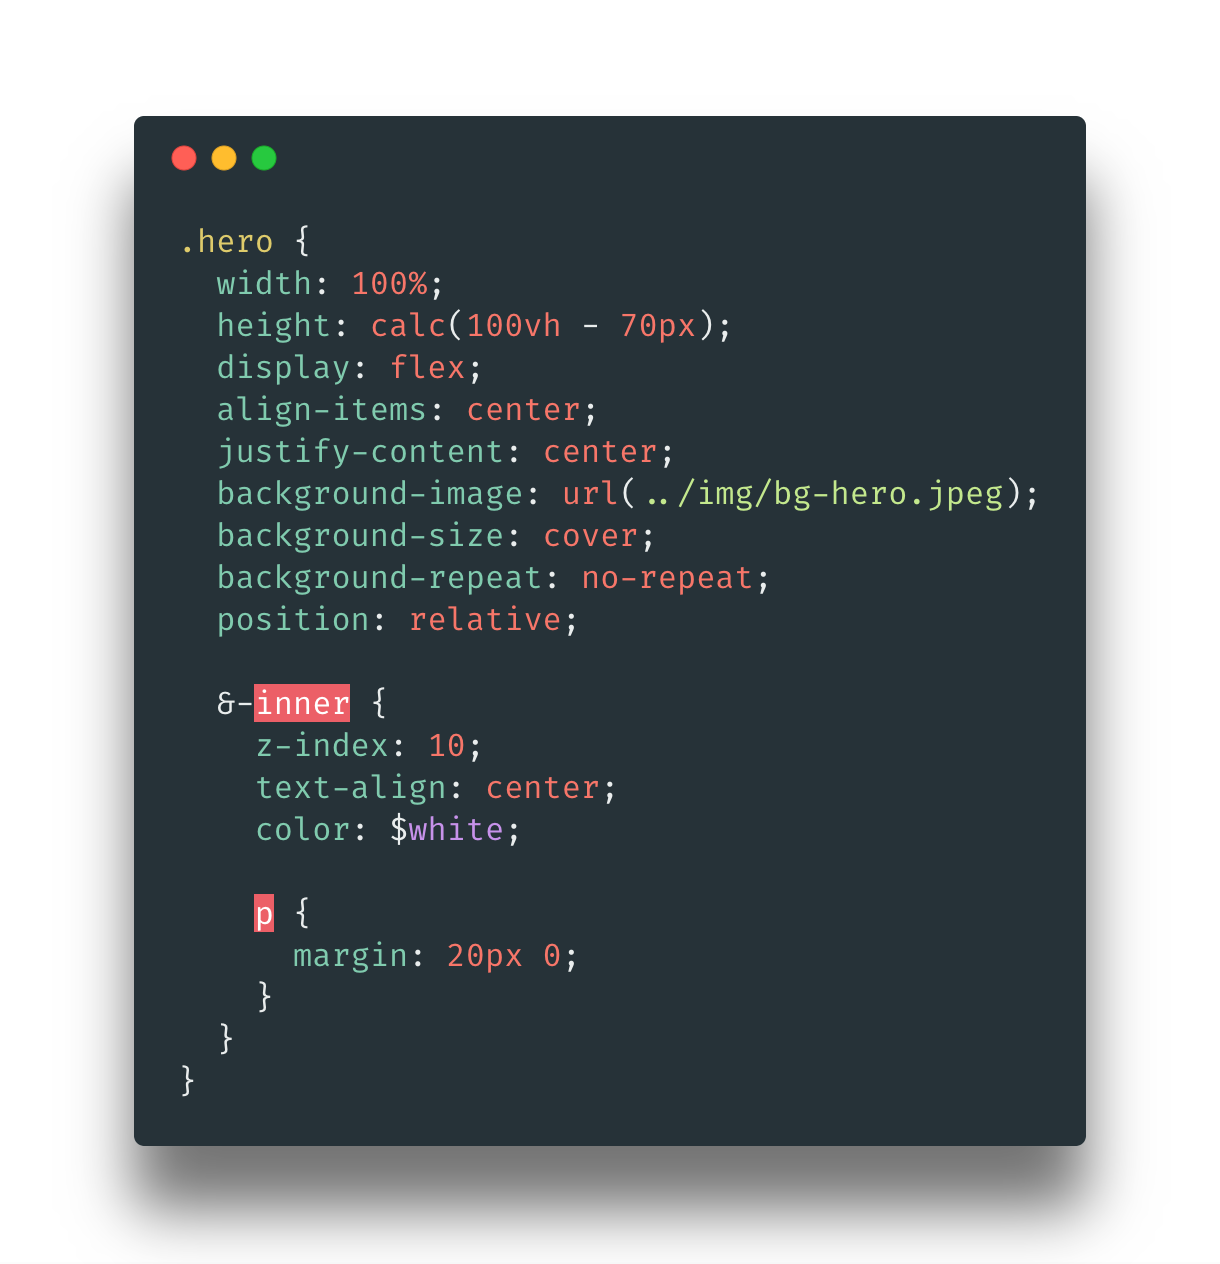 .hero {
  width: 100%;
  height: calc(100vh - 70px);
  display: flex;
  align-items: center;
  justify-content: center;
  background-image: url(../img/bg-hero.jpeg);
  background-size: cover;
  background-repeat: no-repeat;
  position: relative;

  &-inner {
    z-index: 10;
    text-align: center;
    color: $white;

    p {
      margin: 20px 0;
    }
  }
}